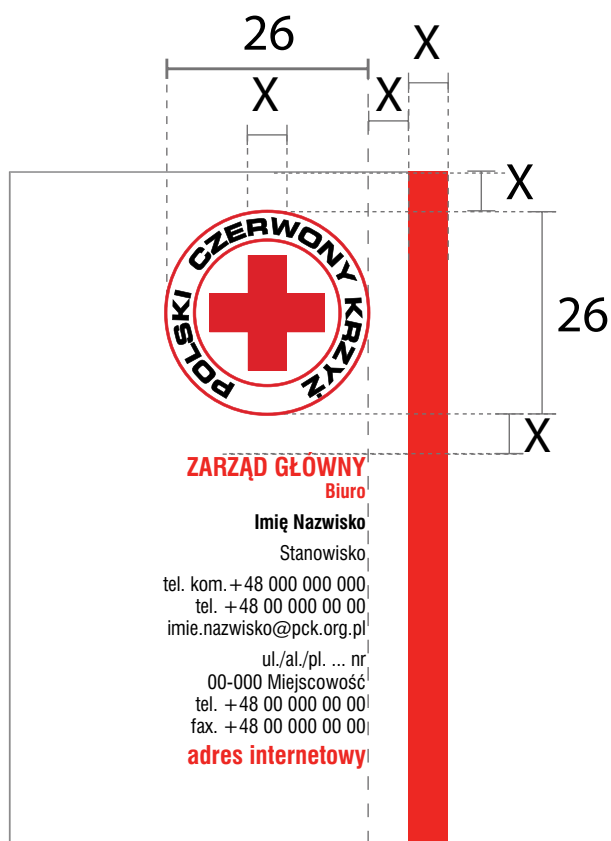 26
X
X
X
X
26
X
POLSKI CZERWONY KRZYŻ
ZARZĄD GŁÓWNY
Biuro
Imię Nazwisko
Stanowisko
tel. kom.+48 000 000 000
tel. +48 00 000 00 00
imie.nazwisko@pck.org.pl
ul./al./pl. ... nr
00-000 Miejscowość
tel. +48 00 000 00 00
fax. +48 00 000 00 00
adres internetowy